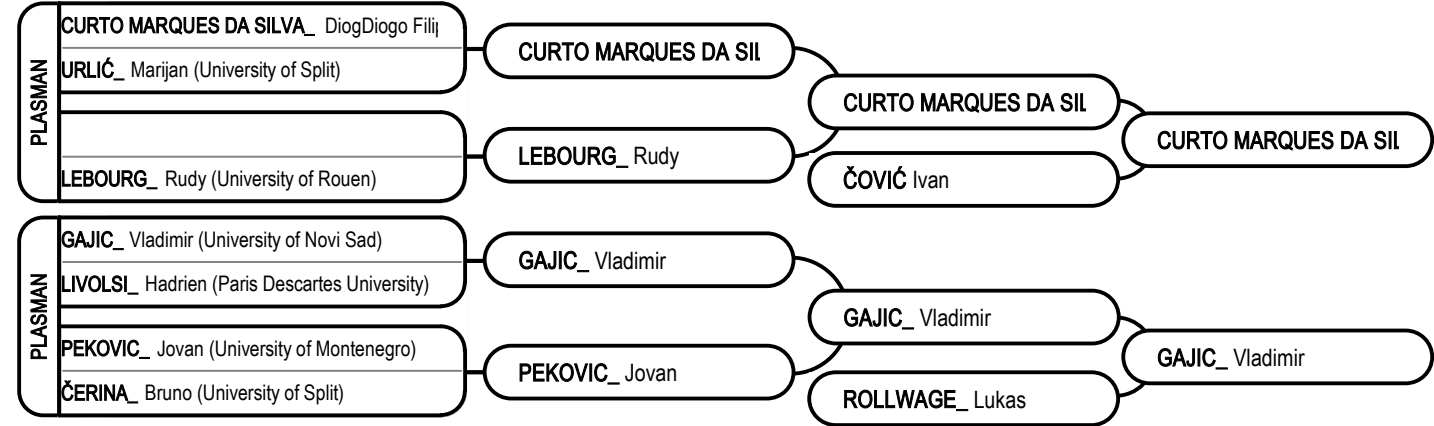 PLASMAN
CURTO MARQUES DA SILVA_ DiogDiogo Filip
URLIĆ_ Marijan (University of Split)
LEBOURG_ Rudy (University of Rouen)
CURTO MARQUES DA SIL
LEBOURG_ Rudy
CURTO MARQUES DA SIL
ČOVIĆ Ivan
CURTO MARQUES DA SIL
PLASMAN
GAJIC_ Vladimir (University of Novi Sad)
LIVOLSI_ Hadrien (Paris Descartes University)
PEKOVIC_ Jovan (University of Montenegro)
ČERINA_ Bruno (University of Split)
GAJIC_ Vladimir
PEKOVIC_ Jovan
GAJIC_ Vladimir
ROLLWAGE_ Lukas
GAJIC_ Vladimir